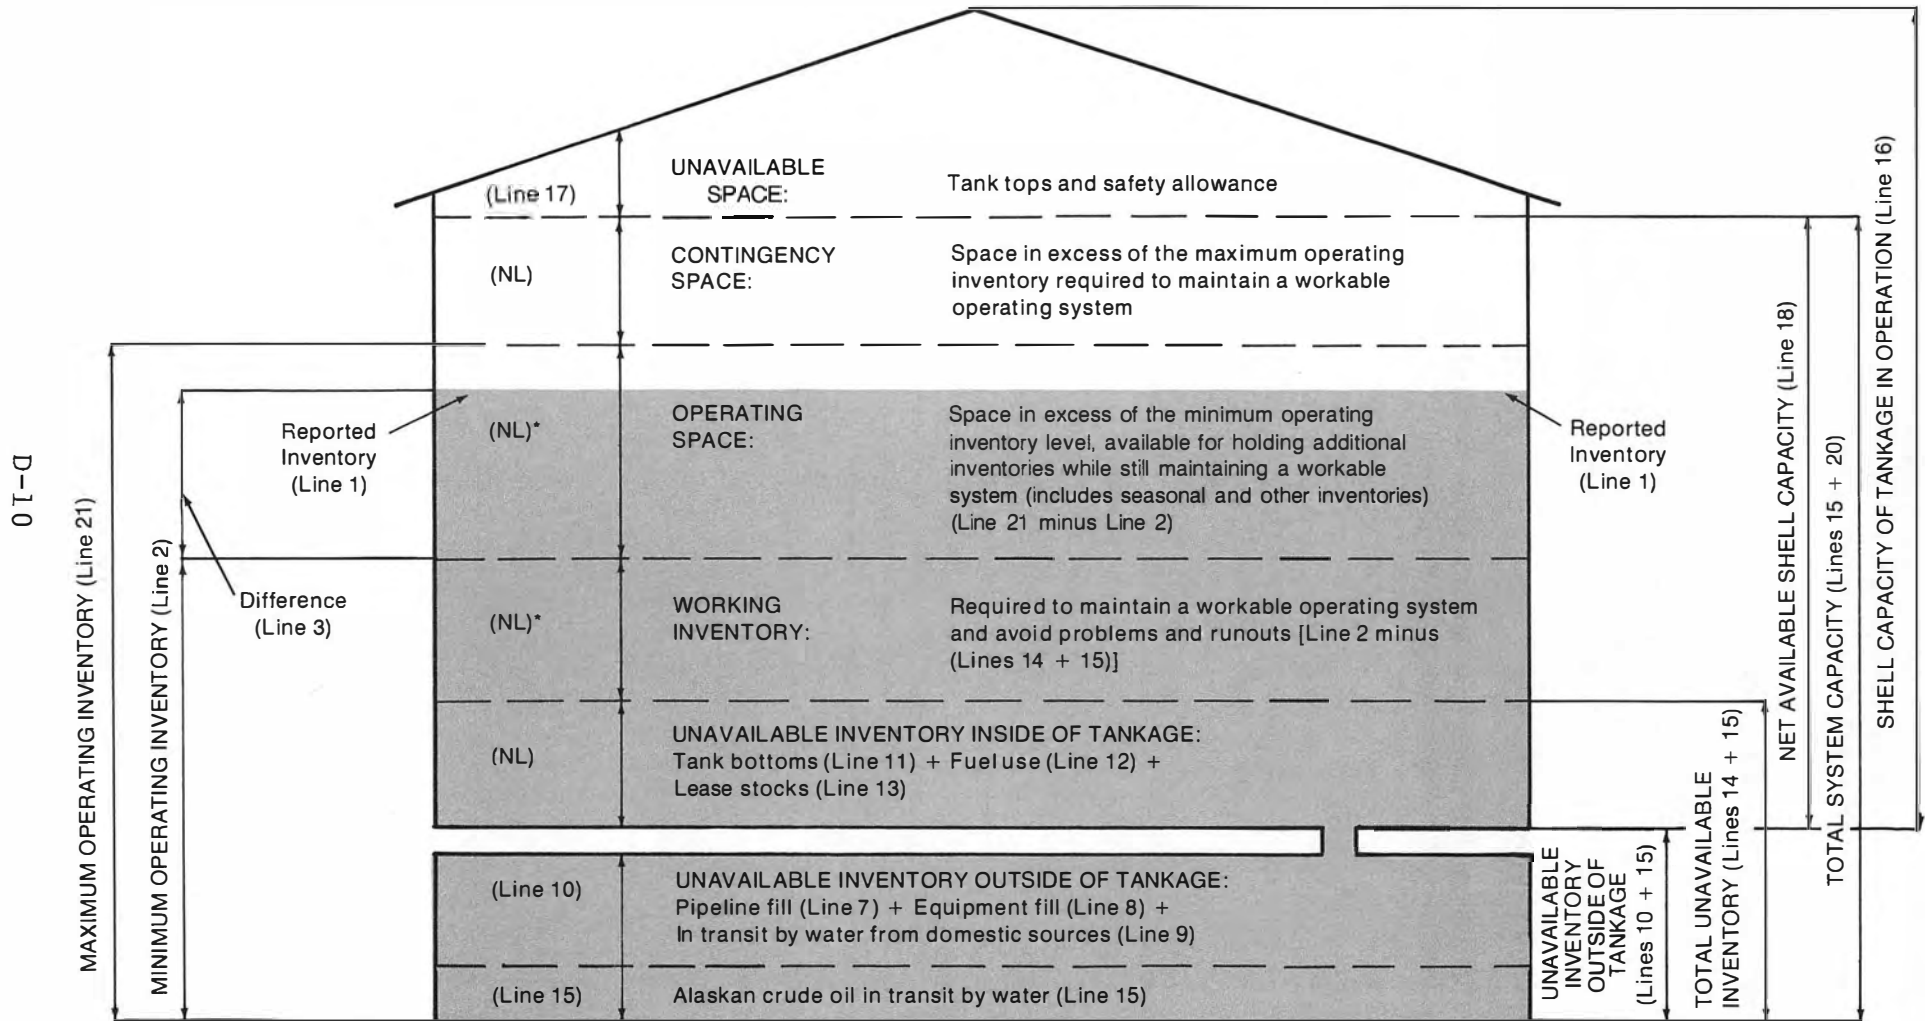 (Line 17)
UNAVAILABLE
SPACE:
Tank tops and safety allowance
(NL)
CONTINGENCY
SPACE:
Space in excess of the maximum operating
inventory required to maintain a workable
operating system
Reported
Inventory
(Line 1)
(NL)*
OPERATING
SPACE:
Space in excess of the minimum operating
inventory level, available for holding additional
inventories while still maintaining a workable
system (includes seasonal and other inventories)
(Line 21 minus Line 2)
Reported
Inventory
(Line 1)
Difference
(Line 3)
(NL)*
WORKING
INVENTORY:
Required to maintain a workable operating system
and avoid problems and runouts [Line 2 minus
(Lines 14 + 15)]
(NL)
UNAVAILABLE INVENTORY INSIDE OF TANKAGE:
Tank bottoms (Line 11) + Fuel use (Line 12) +
Lease stocks (Line 13)
(Line 10)
UNAVAILABLE INVENTORY OUTSIDE OF TANKAGE:
Pipeline fill (Line 7) + Equipment fill (Line 8) +
In transit by water from domestic sources (Line 9)
(Line 15)
Alaskan crude oil in transit by water (Line 15)
D-10
MAXIMUM OPERATING INVENTORY (Line 21)
MINIMUM OPERATING INVENTORY (Line 2)
UNAVAILABLE
INVENTORY
OUTSIDE OF
TANKAGE
(Lines 10 + 15)
TOTAL UNAVAILABLE
INVENTORY (Lines 14 + 15)
NET AVAILABLE SHELL CAPACITY (Line 18)
TOTAL SYSTEM CAPACITY (Lines 15 + 20)
SHELL CAPACITY OF TANKAGE IN OPERATION (Line 16)